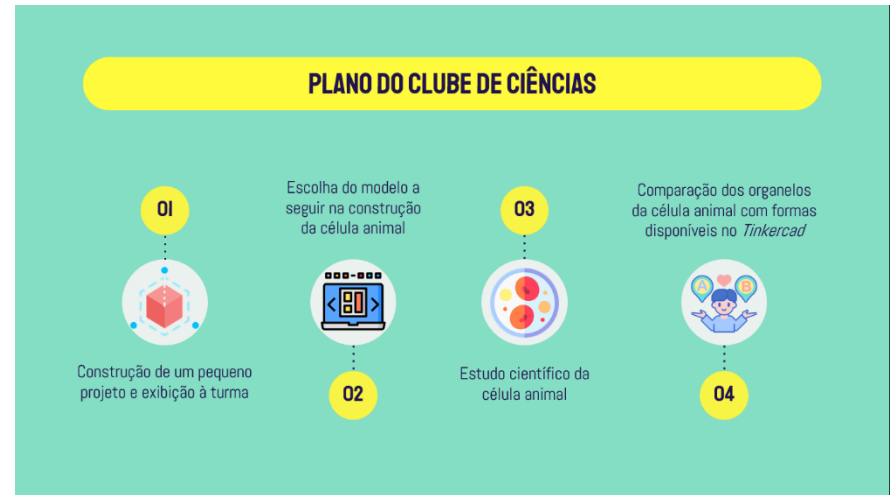 PLANO DO CLUBE DE CIÊNCIAS
01
Construção de um pequeno
projeto e exibição à turma
Escolha do modelo a
seguir na construção
da célula animal
02
03
Estudo científico da
célula animal
Comparação dos organelos
da célula animal com formas
disponíveis no Tinkercad
A
B
04